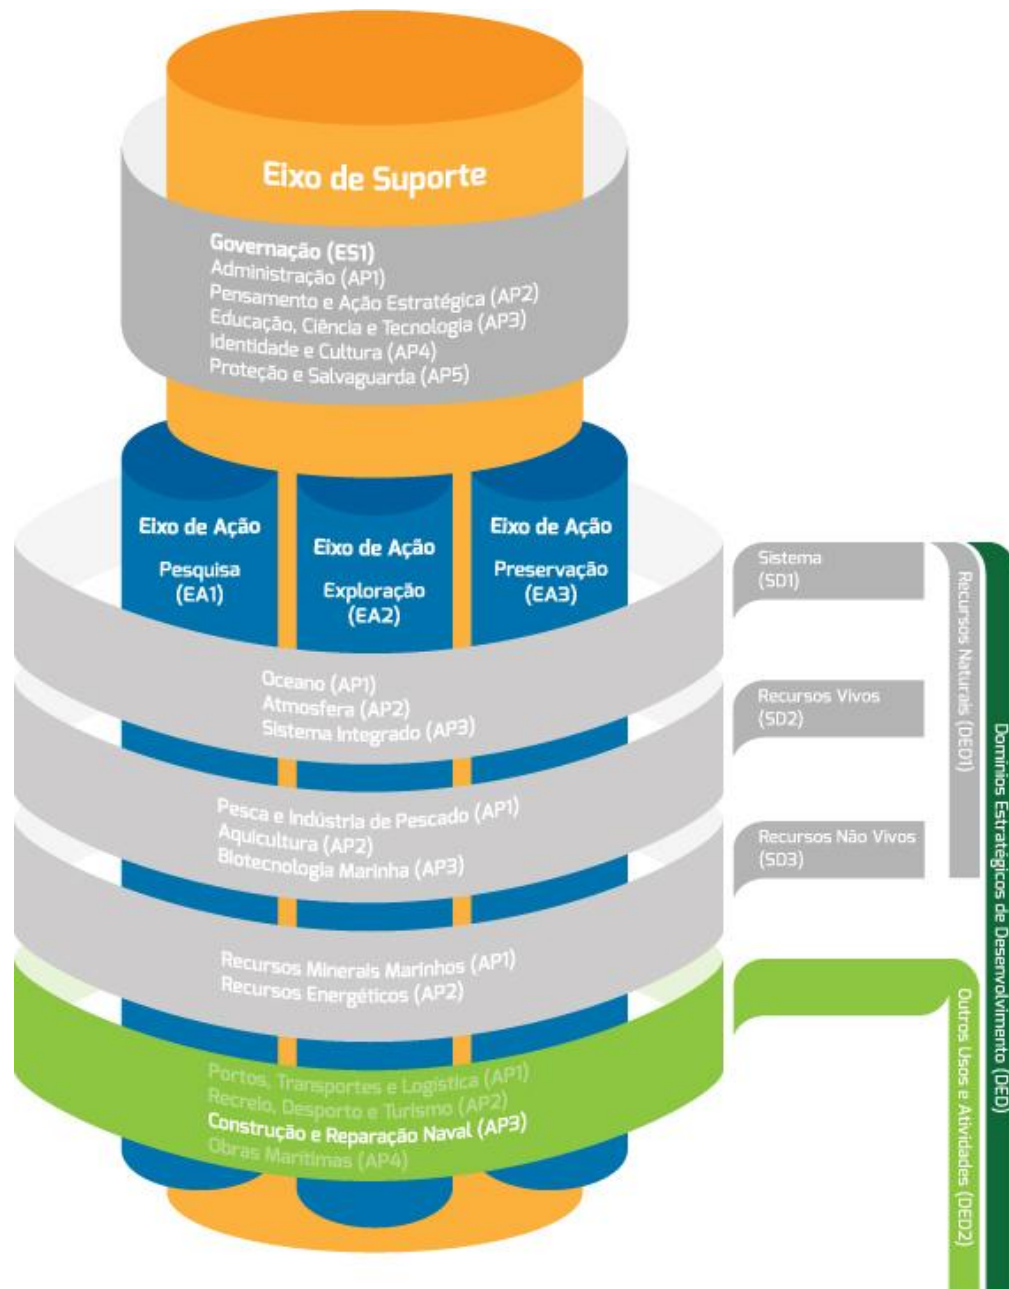 Eixo de Suporte
Governação (ES1)
Administração (AP1)
Pensamento e Ação Estratégica (AP2)
Educação, Ciência e Tecnologia (AP3)
Identidade e Cultura (AP4)
Proteção e Salvaguarda (AP5)
Eixo de Ação
Pesquisa
(EA1)
Eixo de Ação
Exploração
(EA2)
Eixo de Ação
Preservação
(EA3)
Oceano (AP1)
Atmosfera (AP2)
Sistema Integrado (AP3)
Sistema
(SD1)
Pesca e Indústria de Pescado (AP1)
Aquicultura (AP2)
Biotecnologia Marinha (AP3)
Recursos Vivos
(SD2)
Recursos Minerais Marinhos (AP1)
Recursos Energéticos (AP2)
Recursos Não Vivos
(SD3)
Recursos Naturais (DED1)
Portos, Transportes e Logística (AP1)
Recreio, Desporto e Turismo (AP2)
Construção e Reparação Naval (AP3)
Obras Marítimas (AP4)
Outros Usos e Atividades (DED2)
Domínios Estratégicos de Desenvolvimento (DED)